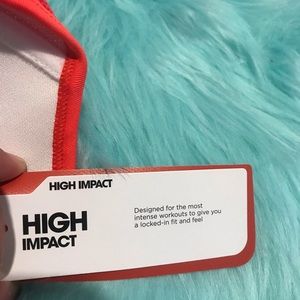 HIGH IMPACT
HIGH
IMPACT
Designed for the most
intense workouts to give you
a locked-in fit and feel